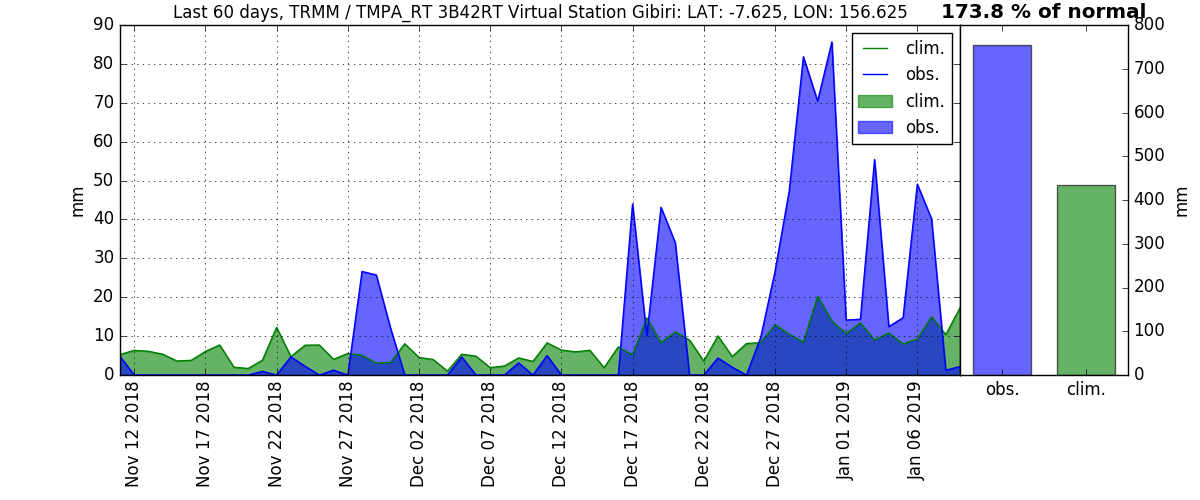 Last 60 days, TRMM / TMPA_RT 3B42RT Virtual Station Gibiri: LAT: -7.625, LON: 156.625
173.8 % of normal
90
80
70
60
50
40
30
20
10
0
mm
clim.
obs.
clim.
obs.
800
700
600
500
400
300
200
100
0
mm
Nov 12 2018
Nov 17 2018
Nov 22 2018
Nov 27 2018
Dec 02 2018
Dec 07 2018
Dec 12 2018
Dec 17 2018
Dec 22 2018
Dec 27 2018
Jan 01 2019
Jan 06 2019
obs.
clim.